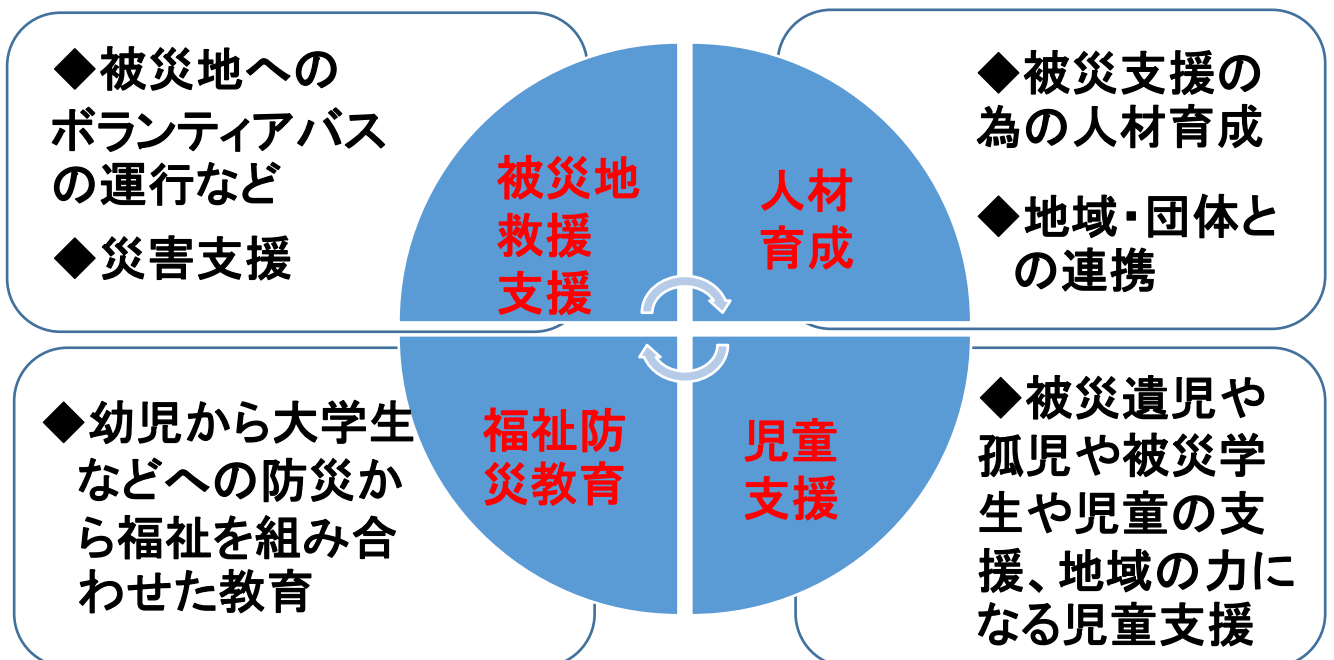 ◆被災地への
ボランティアバス
の運行など
◆災害支援
被災地
救援
支援
人材
育成
◆被災支援の
為の人材育成
◆地域・団体と
の連携
◆幼児から大学生
などへの防災か
ら福祉を組み合
わせた教育
福祉防
災教育
児童
支援
◆被災遺児や
孤児や被災学
生や児童の支
援、地域の力に
なる児童支援